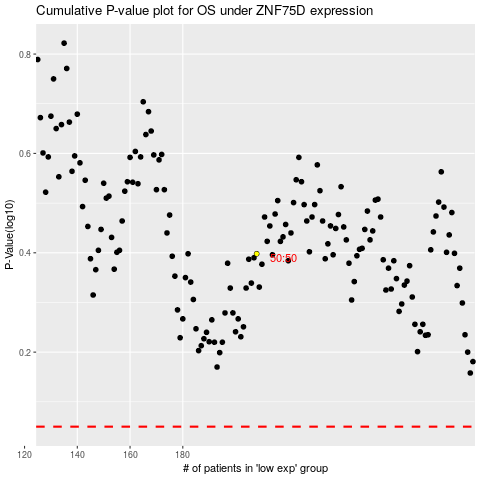 Cumulative P-value plot for OS under ZNF75D expression
P-Value(log10)
0.8
0.6
0.4
0.2
50:50
120 140 160 180
# of patients in 'low exp' group